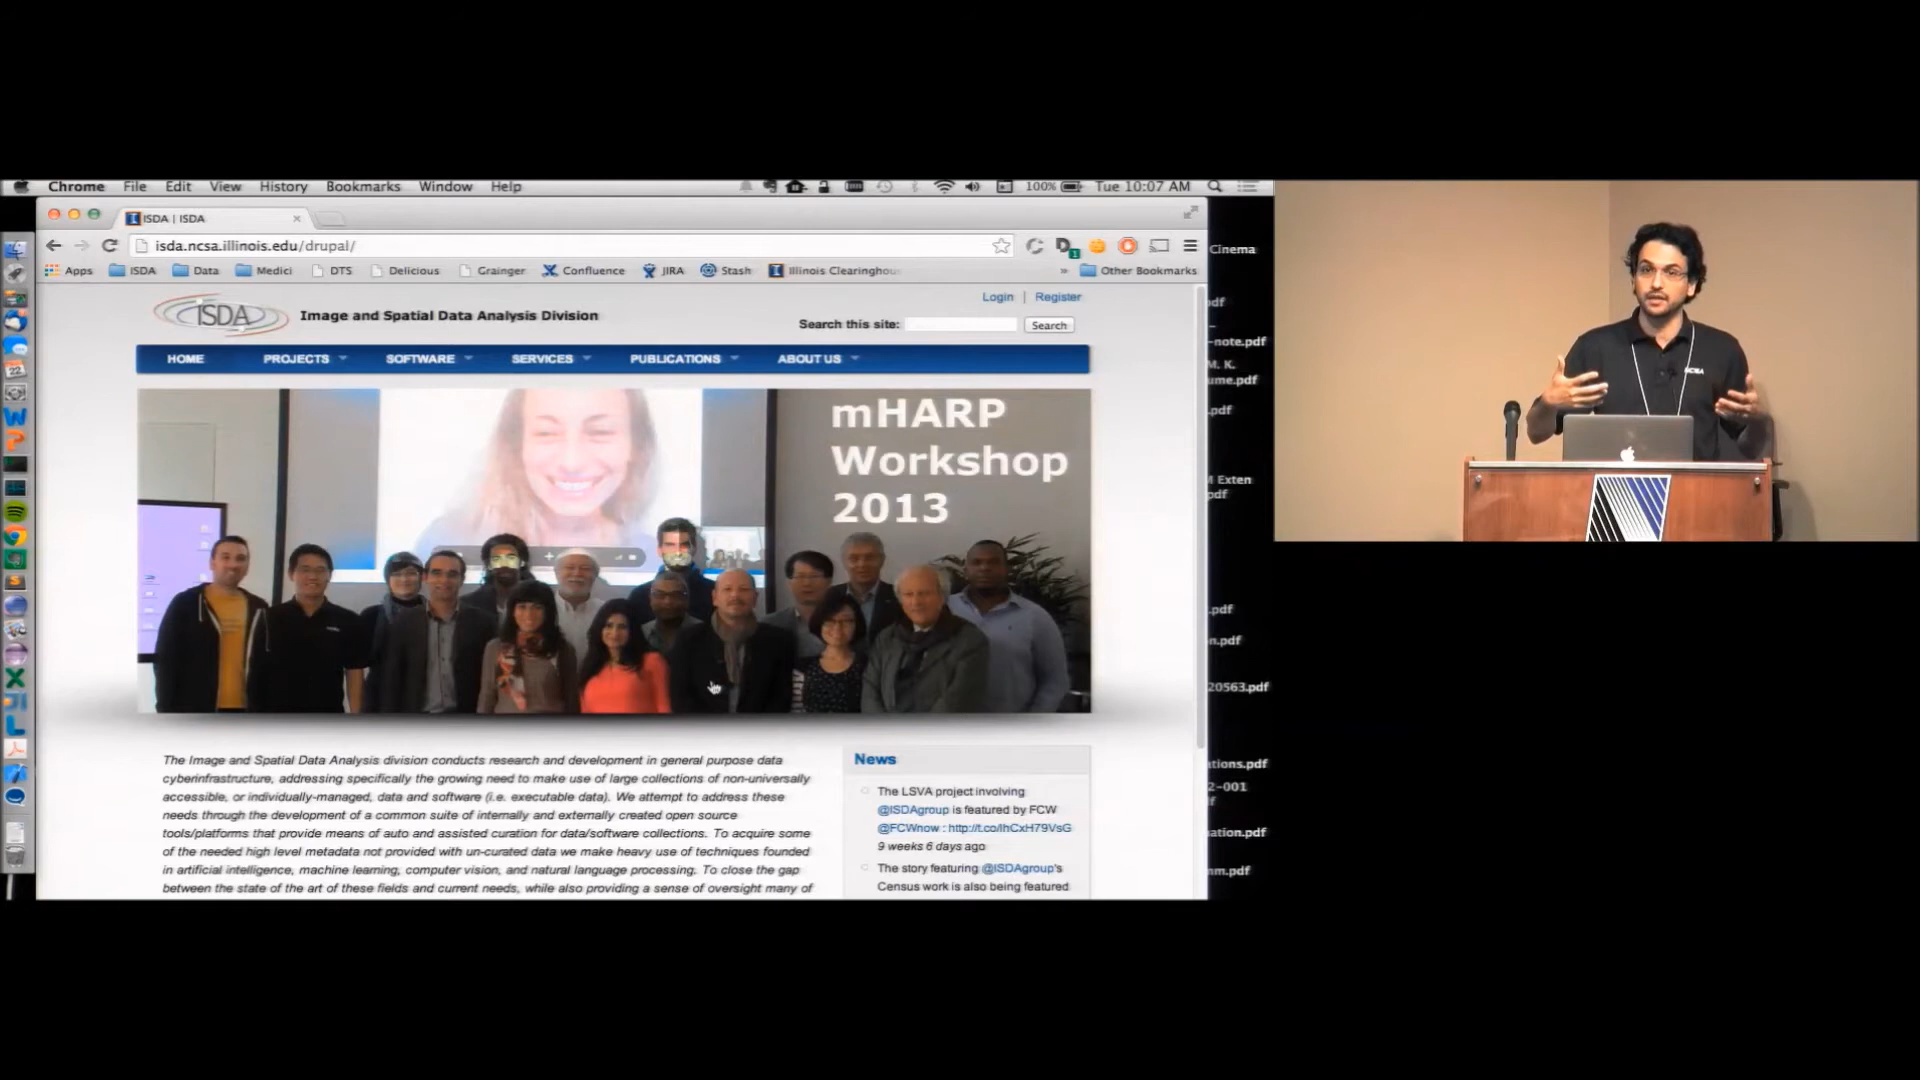 Chrome File Edit View History Bookmarks Window Help 100% Tue 10:07 AM
ISDA | ISDA
isda.ncsa.illinois.edu/drupal/
Apps ISDA Data Medici DTS Delicious Grainger Confluence JIRA Stash Illinois Clearinghou » Other Bookmarks
Login | Register
ISDA Image and Spatial Data Analysis Division
Search this site: Search
HOME PROJECTS SOFTWARE SERVICES PUBLICATIONS ABOUT US
mHARP
Workshop
2013
The Image and Spatial Data Analysis division conducts research and development in general purpose data
cyberinfrastructure, addressing specifically the growing need to make use of large collections of non-universally
accessible, or individually-managed, data and software (i.e. executable data). We attempt to address these
needs through the development of a common suite of internally and externally created open source
tools/platforms that provide means of auto and assisted curation for data/software collections. To acquire some
of the needed high level metadata not provided with un-curated data we make heavy use of techniques founded
in artificial intelligence, machine learning, computer vision, and natural language processing. To close the gap
between the state of the art of these fields and current needs, while also providing a sense of oversight many of
News
The LSVA project involving
@ISDAgroup is featured by FCW
@FCWnow : http://t.co/lhCxH79VsG
9 weeks 6 days ago
The story featuring @ISDAgroup's
Census work is also being featured
Cinema
-note.pdf
M. K.
ume.pdf
.pdf
M Exten
pdf
.pdf
n.pdf
20563.pdf
tions.pdf
2-001
ation.pdf
mm.pdf
NCSA